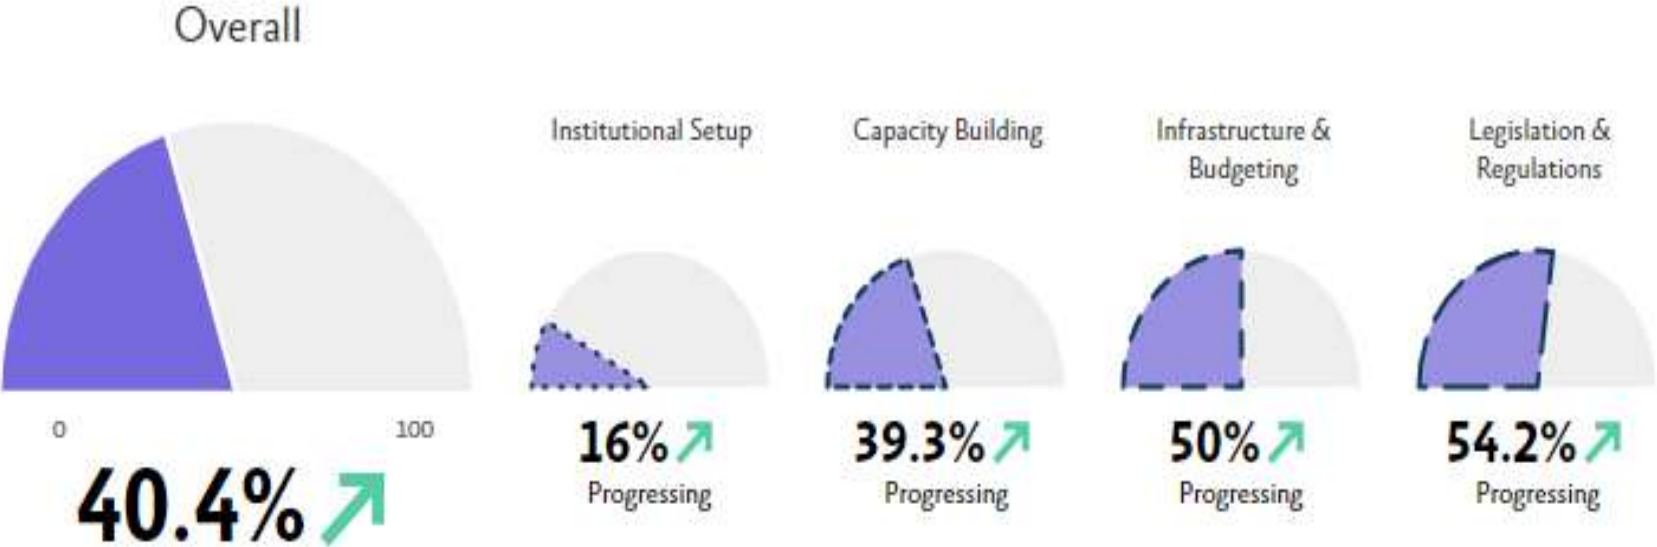 Overall
0
100
40.4%
Institutional Setup
16%
Progressing
Capacity Building
39.3%
Progressing
Infrastructure &
Budgeting
50%
Progressing
Legislation &
Regulations
54.2%
Progressing